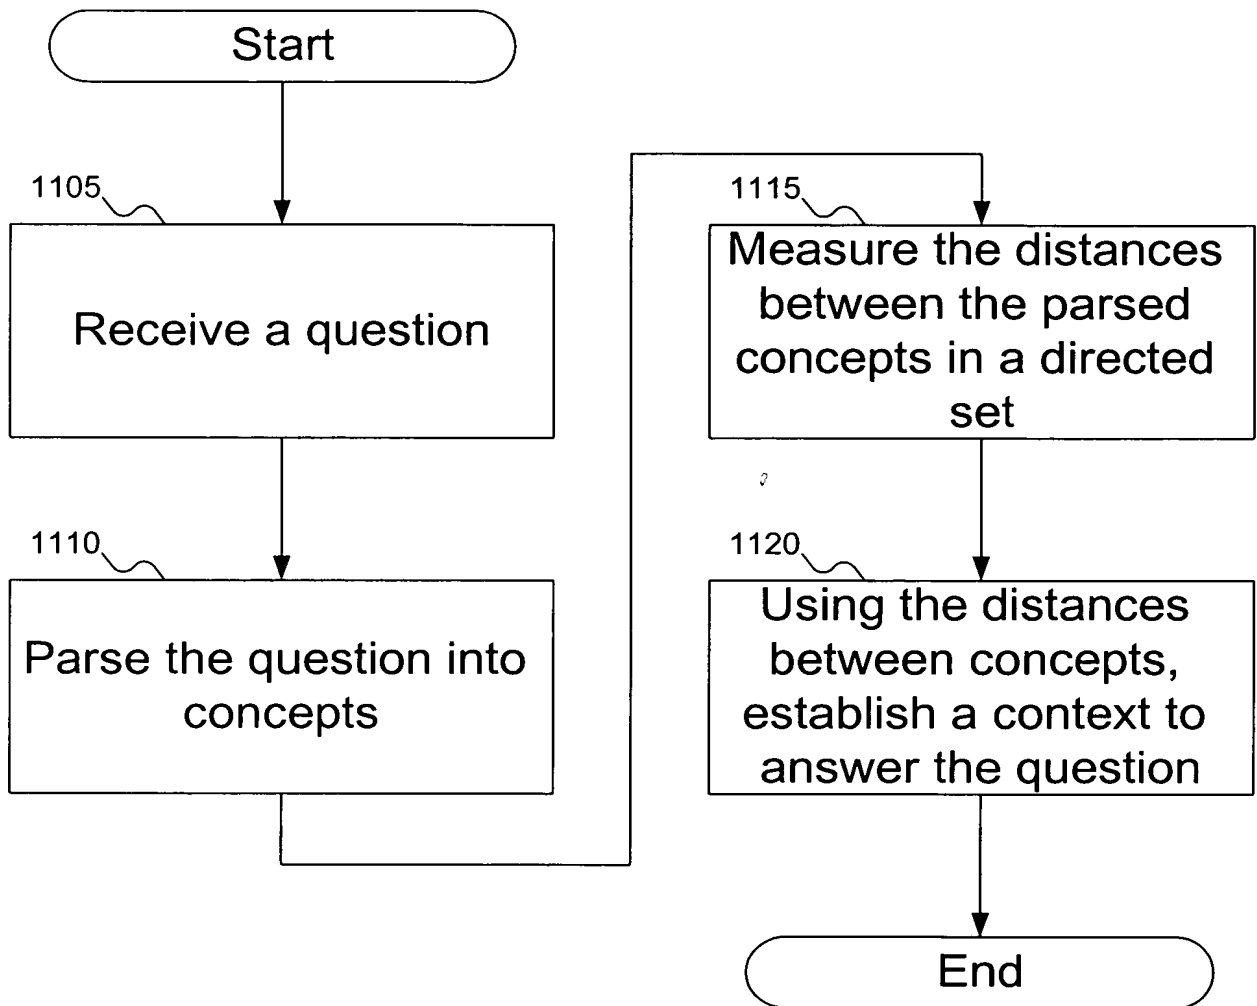 Start
1105
Receive a question
1110
Parse the question into
concepts
1115
Measure the distances
between the parsed
concepts in a directed
set
1120
Using the distances
between concepts,
establish a context to
answer the question
End